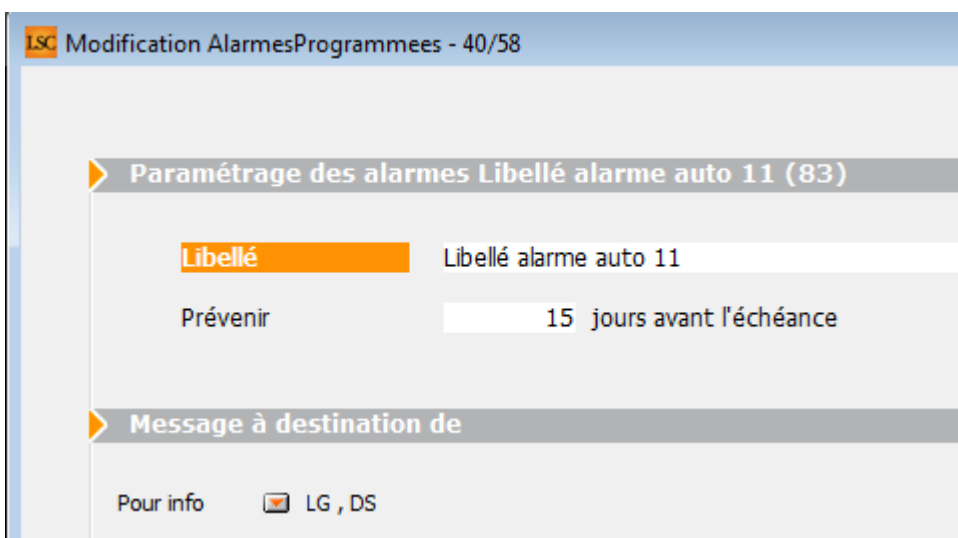 LSC Modification AlarmesProgrammees - 40/58
Paramétrage des alarmes Libellé alarme auto 11 (83)
Libellé Libellé alarme auto 11
Prévenir 15 jours avant l'échéance
Message à destination de
Pour info LG , DS